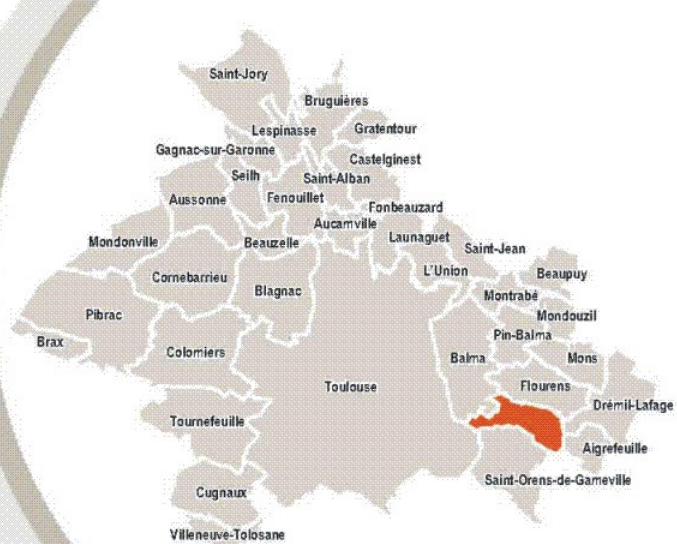 Saint-Jory
Bruguières
Lespinasse
Gratentour
Gagnac-sur-Garonne
Castelginest
Seilh
Saint-Alban
Aussonne
Fenouillet
Fonbeauzard
Aucamville
Launaguet
Mondonville
Beauzelle
Saint-Jean
L'Union
Beaupuy
Cornebarrieu
Blagnac
Montrabé
Pibrac
Mondouzil
Pin-Balma
Brax
Colomiers
Balma
Mons
Toulouse
Flourens
Drémil-Lafage
Tournefeuille
Aigrefeuille
Saint-Orens-de-Gameville
Cugnaux
Villeneuve-Tolosane